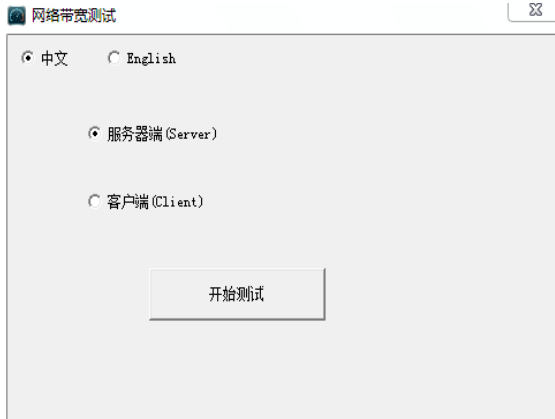 网络带宽测试
中文 English
服务器端(Server)
客户端(Client)
开始测试